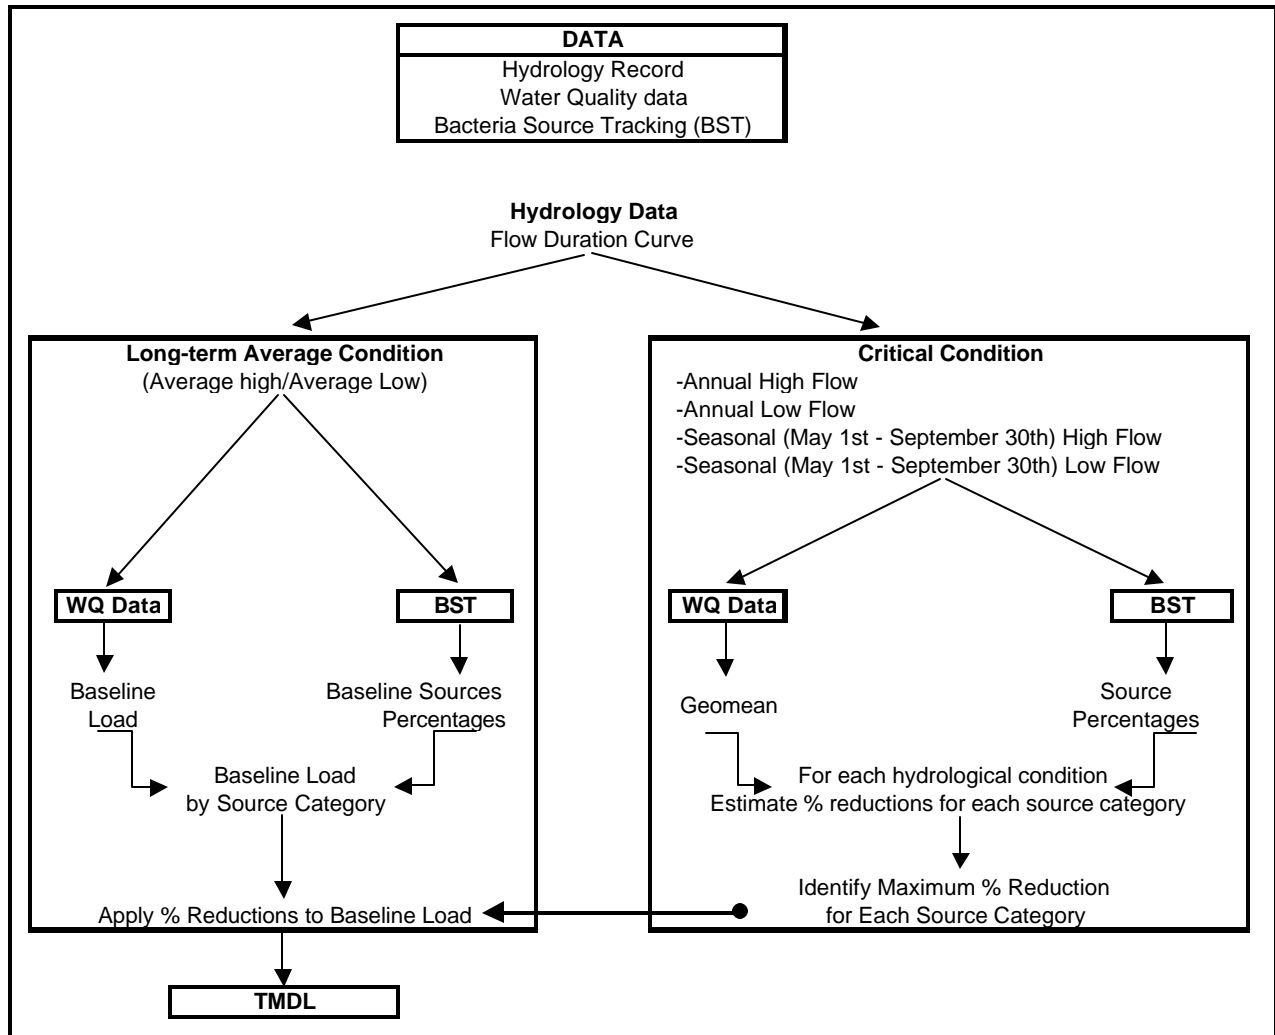 DATA
Hydrology Record
Water Quality data
Bacteria Source Tracking (BST)
Hydrology Data
Flow Duration Curve
Long-term Average Condition
(Average high/Average Low)
WQ Data
BST
Baseline
Load
Baseline Sources
Percentages
Baseline Load
by Source Category
Apply % Reductions to Baseline Load
TMDL
Critical Condition
-Annual High Flow
-Annual Low Flow
-Seasonal (May 1st - September 30th) High Flow
-Seasonal (May 1st - September 30th) Low Flow
WQ Data
BST
Geomean
Source
Percentages
For each hydrological condition
Estimate % reductions for each source category
Identify Maximum % Reduction
for Each Source Category